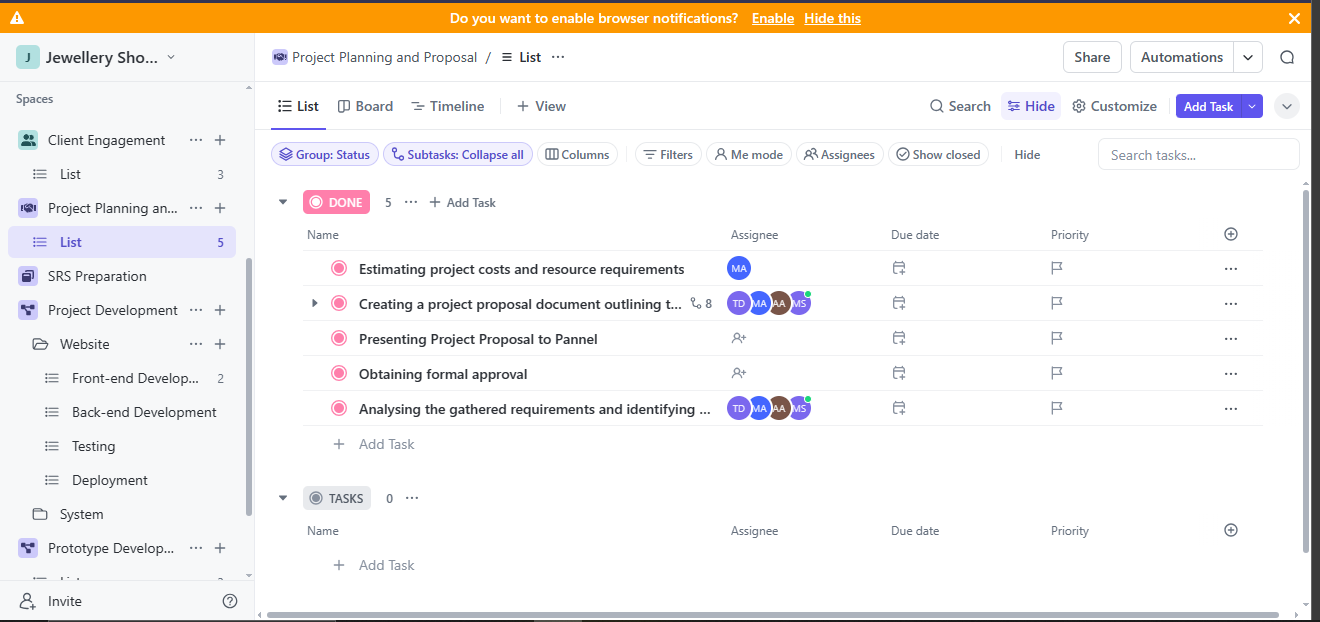 Do you want to enable browser notifications? Enable Hide this
J Jewellery Sho...
Project Planning and Proposal / List ...
Share
Automations
Spaces
List
Board
Timeline
+ View
Search
Hide
Customize
Add Task
Group: Status
Subtasks: Collapse all
Columns
Filters
Me mode
Assignees
Show closed
Hide
Search tasks...
Client Engagement ... +
List 3
Project Planning an... ... +
List 5
SRS Preparation
Project Development ... +
Website ... +
Front-end Develop... 2
Back-end Development
Testing
Deployment
System
Prototype Develop... ... +
Invite
DONE 5 ... + Add Task
Name Assignee Due date Priority
Estimating project costs and resource requirements MA ...
Creating a project proposal document outlining t... 8 TD MA AA MS ...
Presenting Project Proposal to Pannel ...
Obtaining formal approval ...
Analysing the gathered requirements and identifying ... TD MA AA MS ...
+ Add Task
TASKS 0 ...
Name Assignee Due date Priority
+ Add Task